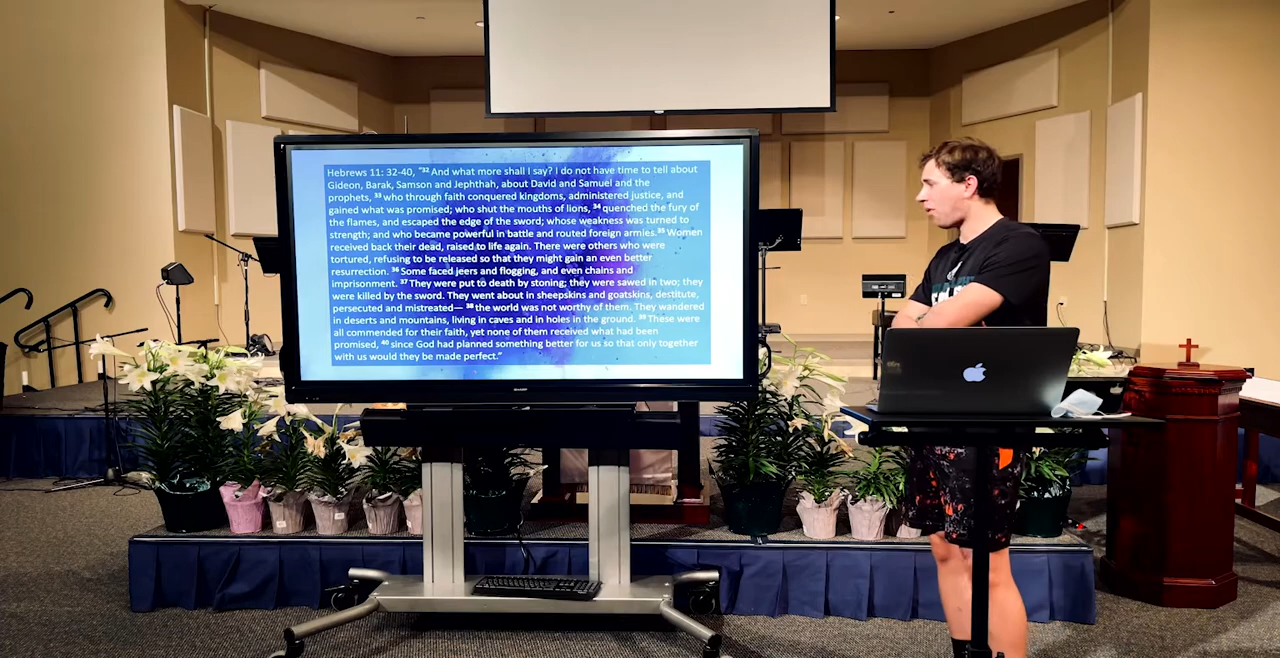 Hebrews 11: 32-40, "³²And what more shall I say? I do not have time to tell about
Gideon, Barak, Samson and Jephthah, about David and Samuel and the
prophets, ³³ who through faith conquered kingdoms, administered justice, and
gained what was promised; who shut the mouths of lions, ³⁴ quenched the fury of
the flames, and escaped the edge of the sword; whose weakness was turned to
strength; and who became powerful in battle and routed foreign armies.³⁵ Women
received back their dead, raised to life again. There were others who were
tortured, refusing to be released so that they might gain an even better
resurrection. ³⁶ Some faced jeers and flogging, and even chains and
imprisonment. ³⁷ They were put to death by stoning; they were sawed in two; they
were killed by the sword. They went about in sheepskins and goatskins, destitute,
persecuted and mistreated— ³⁸ the world was not worthy of them. They wandered
in deserts and mountains, living in caves and in holes in the ground. ³⁹ These were
all commended for their faith, yet none of them received what had been
promised, ⁴⁰ since God had planned something better for us so that only together
with us would they be made perfect."
SHARP